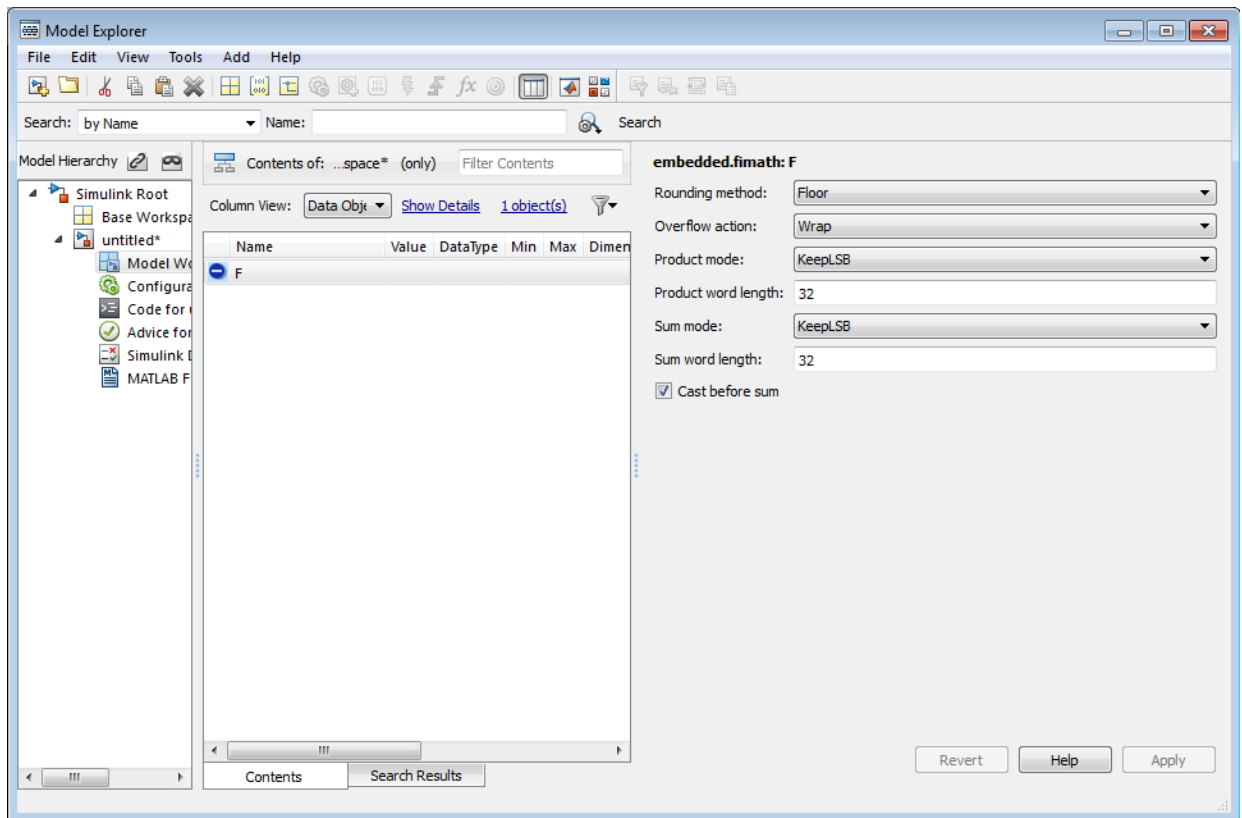 Model Explorer
File Edit View Tools Add Help
fx
Search: by Name Name: Search
Model Hierarchy
Simulink Root
Base Workspa
untitled*
Model Wo
Configura
Code for
Advice for
Simulink D
MATLAB F
Contents of: ...space* (only) Filter Contents
Column View: Data Obje Show Details 1 object(s)
Name Value DataType Min Max Dimen
F
Contents Search Results
embedded.fimath: F
Rounding method: Floor
Overflow action: Wrap
Product mode: KeepLSB
Product word length: 32
Sum mode: KeepLSB
Sum word length: 32
Cast before sum
Revert Help Apply